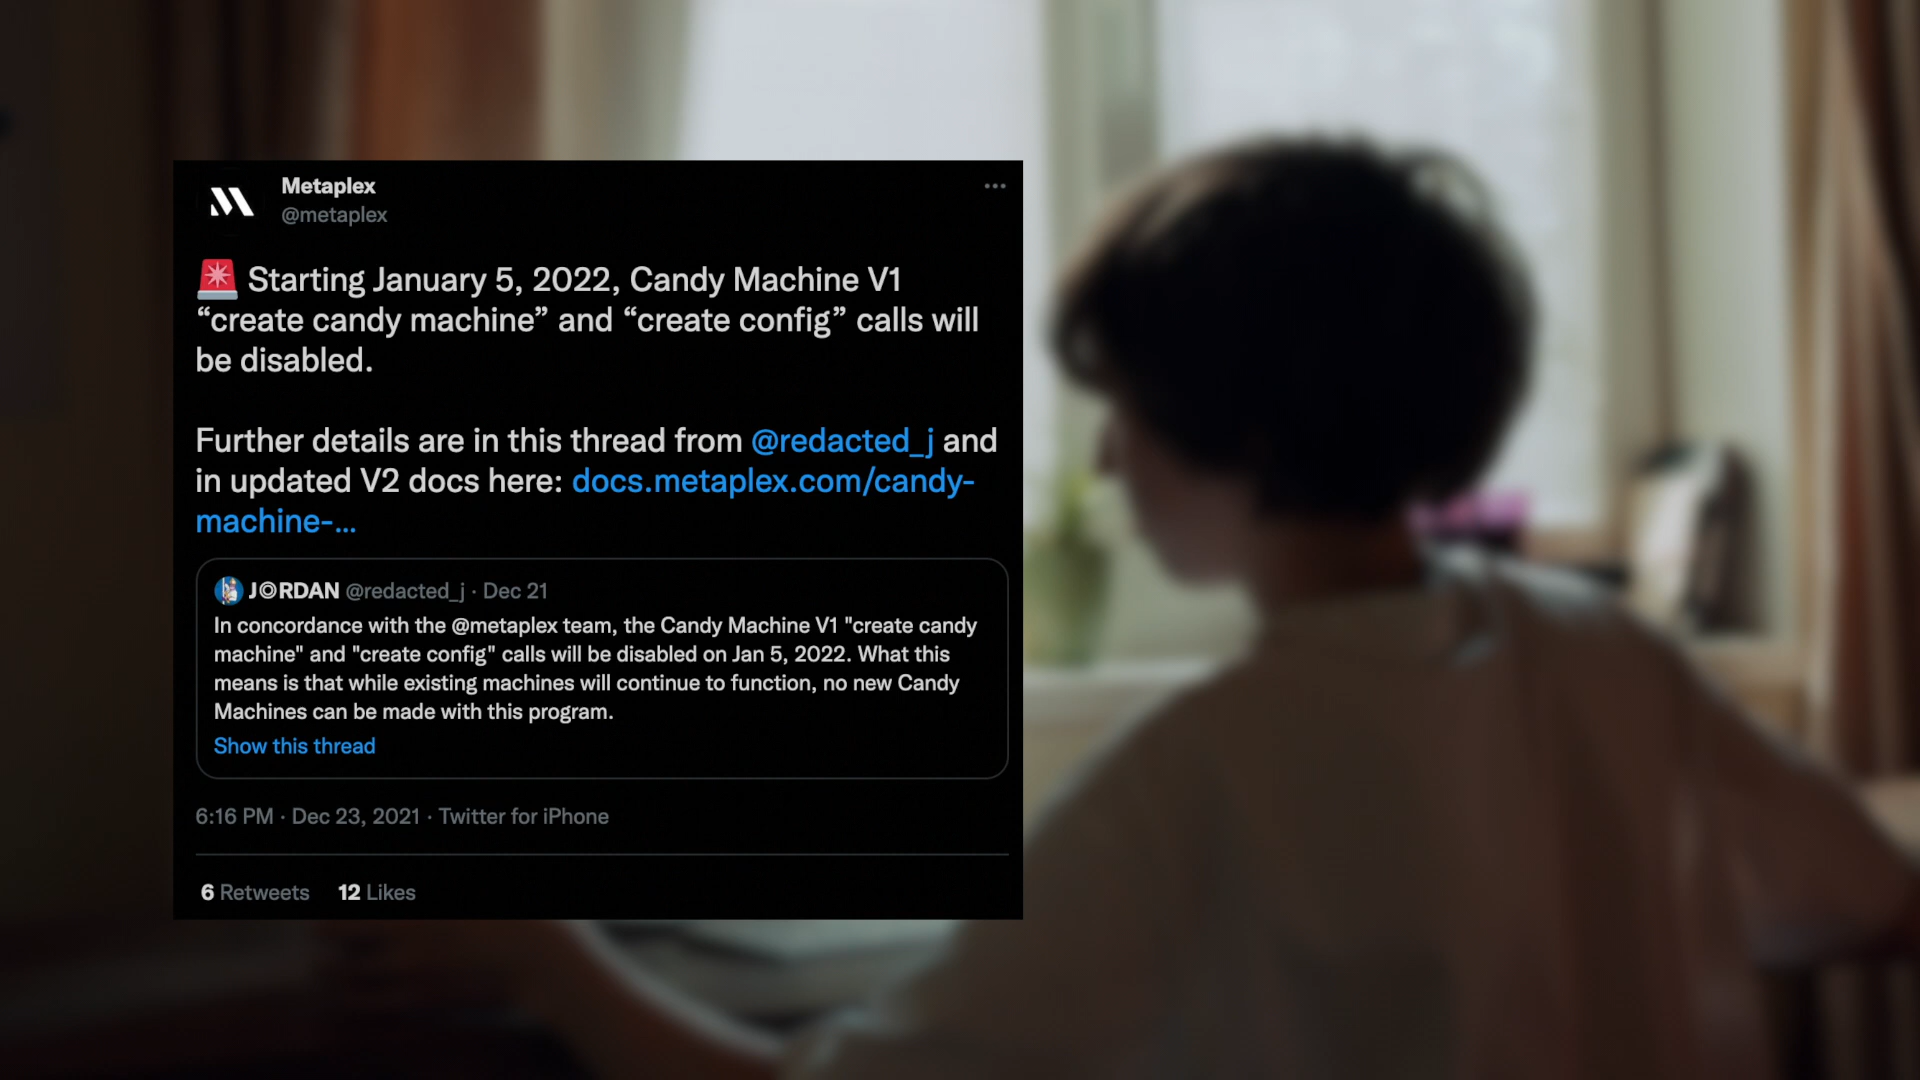 Metaplex
@metaplex
🚨 Starting January 5, 2022, Candy Machine V1
“create candy machine” and “create config” calls will
be disabled.
Further details are in this thread from @redacted_j and
in updated V2 docs here: docs.metaplex.com/candy-
machine-...
J◎RDAN @redacted_j · Dec 21
In concordance with the @metaplex team, the Candy Machine V1 "create candy
machine" and "create config" calls will be disabled on Jan 5, 2022. What this
means is that while existing machines will continue to function, no new Candy
Machines can be made with this program.
Show this thread
6:16 PM · Dec 23, 2021 · Twitter for iPhone
6 Retweets 12 Likes